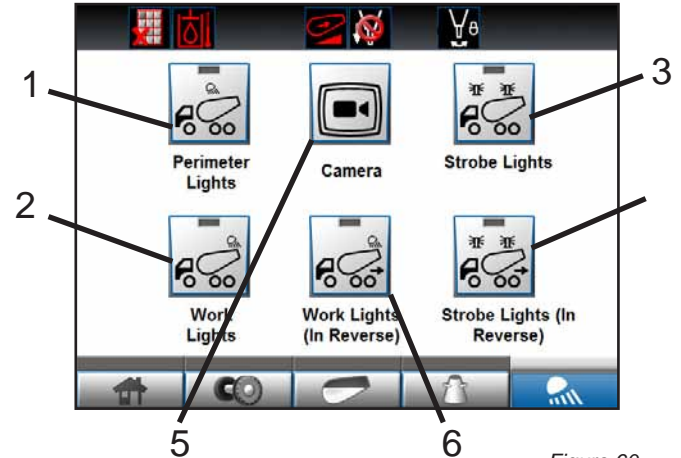 1
3
Perimeter
Lights
Camera
Strobe Lights
2
Work
Lights
Work Lights
(In Reverse)
Strobe Lights (In
Reverse)
5
6